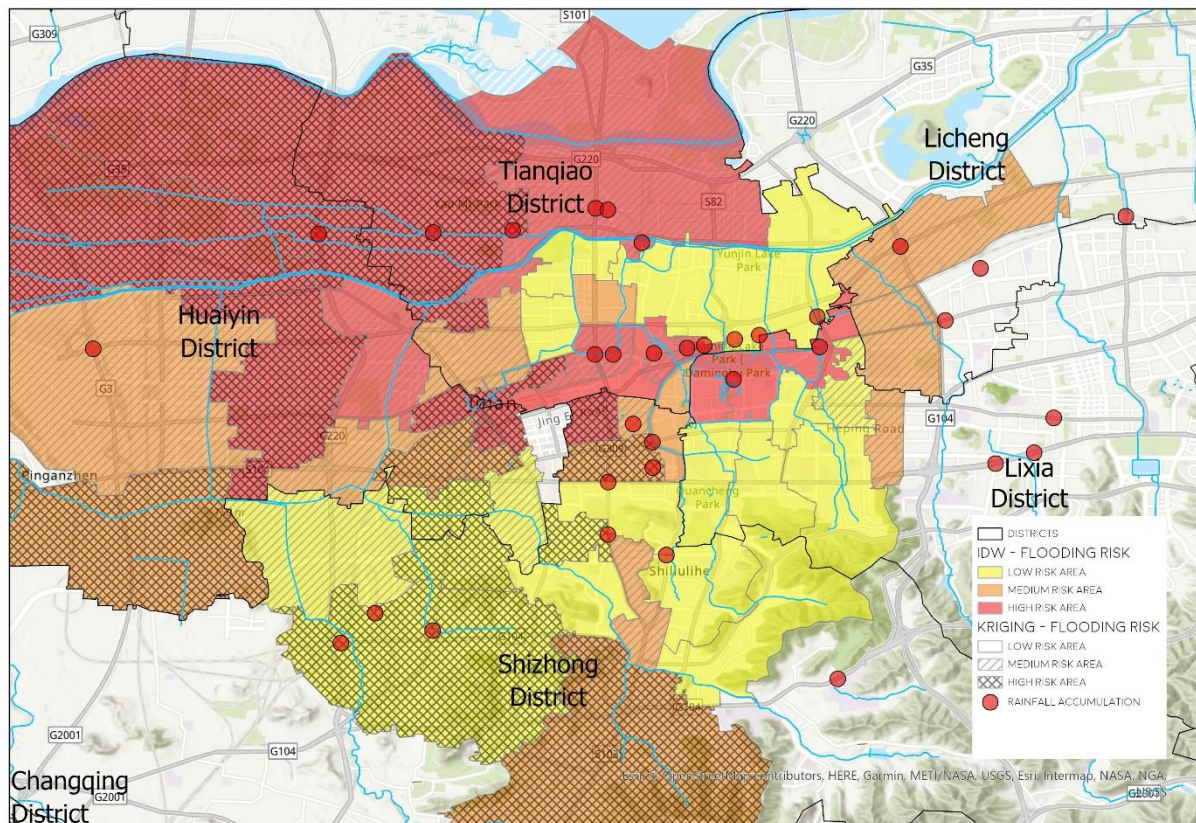 S101
G309
G35
G220
Licheng
District
G220
G35
Tianqiao
District
S82
Yunjin Lake
Park
Huaiyin
District
G3
Park (
Daminghu Park
Jing E
Heping Road
G104
G220
Pinganzhen
Lixia
District
Quancheng
Park
DISTRICTS
IDW - FLOODING RISK
LOW RISK AREA
MEDIUM RISK AREA
HIGH RISK AREA
KRIGING - FLOODING RISK
LOW RISK AREA
MEDIUM RISK AREA
HIGH RISK AREA
RAINFALL ACCUMULATION
Shiliulihe
Shizhong
District
G2001
G104
Changqing
District
G2001
Esri, © OpenStreetMap contributors, HERE, Garmin, METI/NASA, USGS, Esri, Intermap, NASA, NGA,
USGS